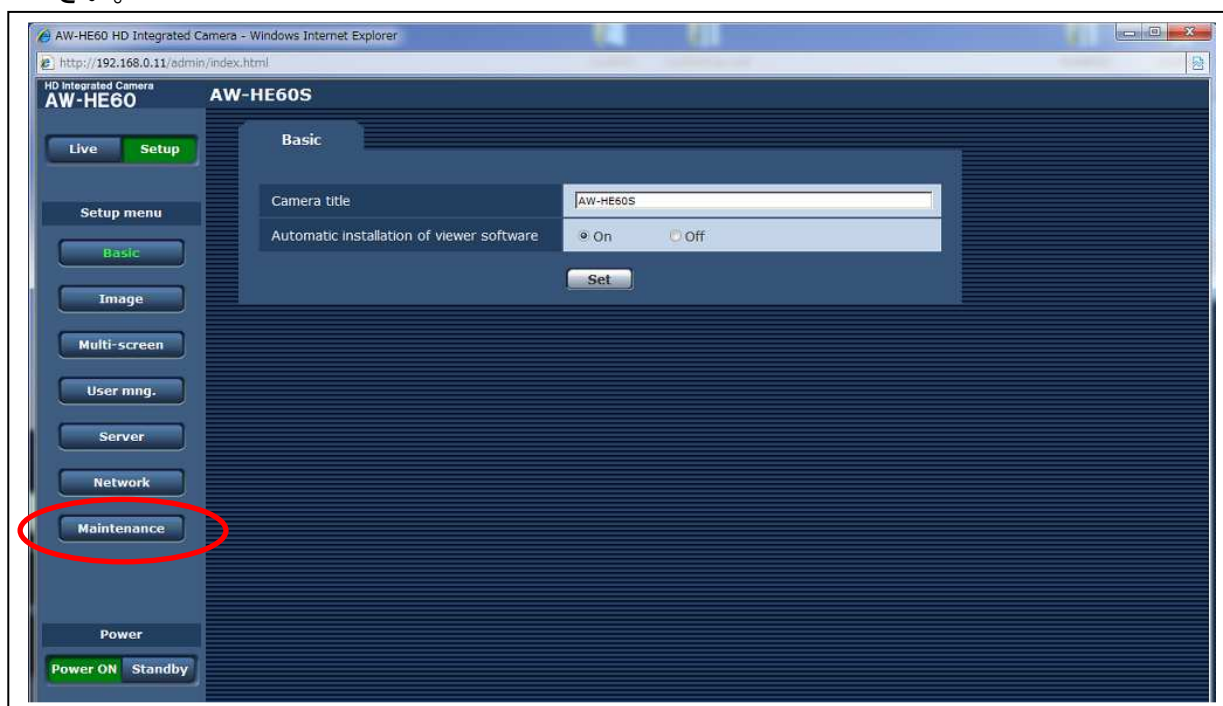 さい。
AW-HE60 HD Integrated Camera - Windows Internet Explorer
http://192.168.0.11/admin/index.html
HD Integrated Camera
AW-HE60
AW-HE60S
Live Setup
Basic
Camera title AW-HE60S
Setup menu
Automatic installation of viewer software On Off
Basic
Set
Image
Multi-screen
User mng.
Server
Network
Maintenance
Power
Power ON Standby